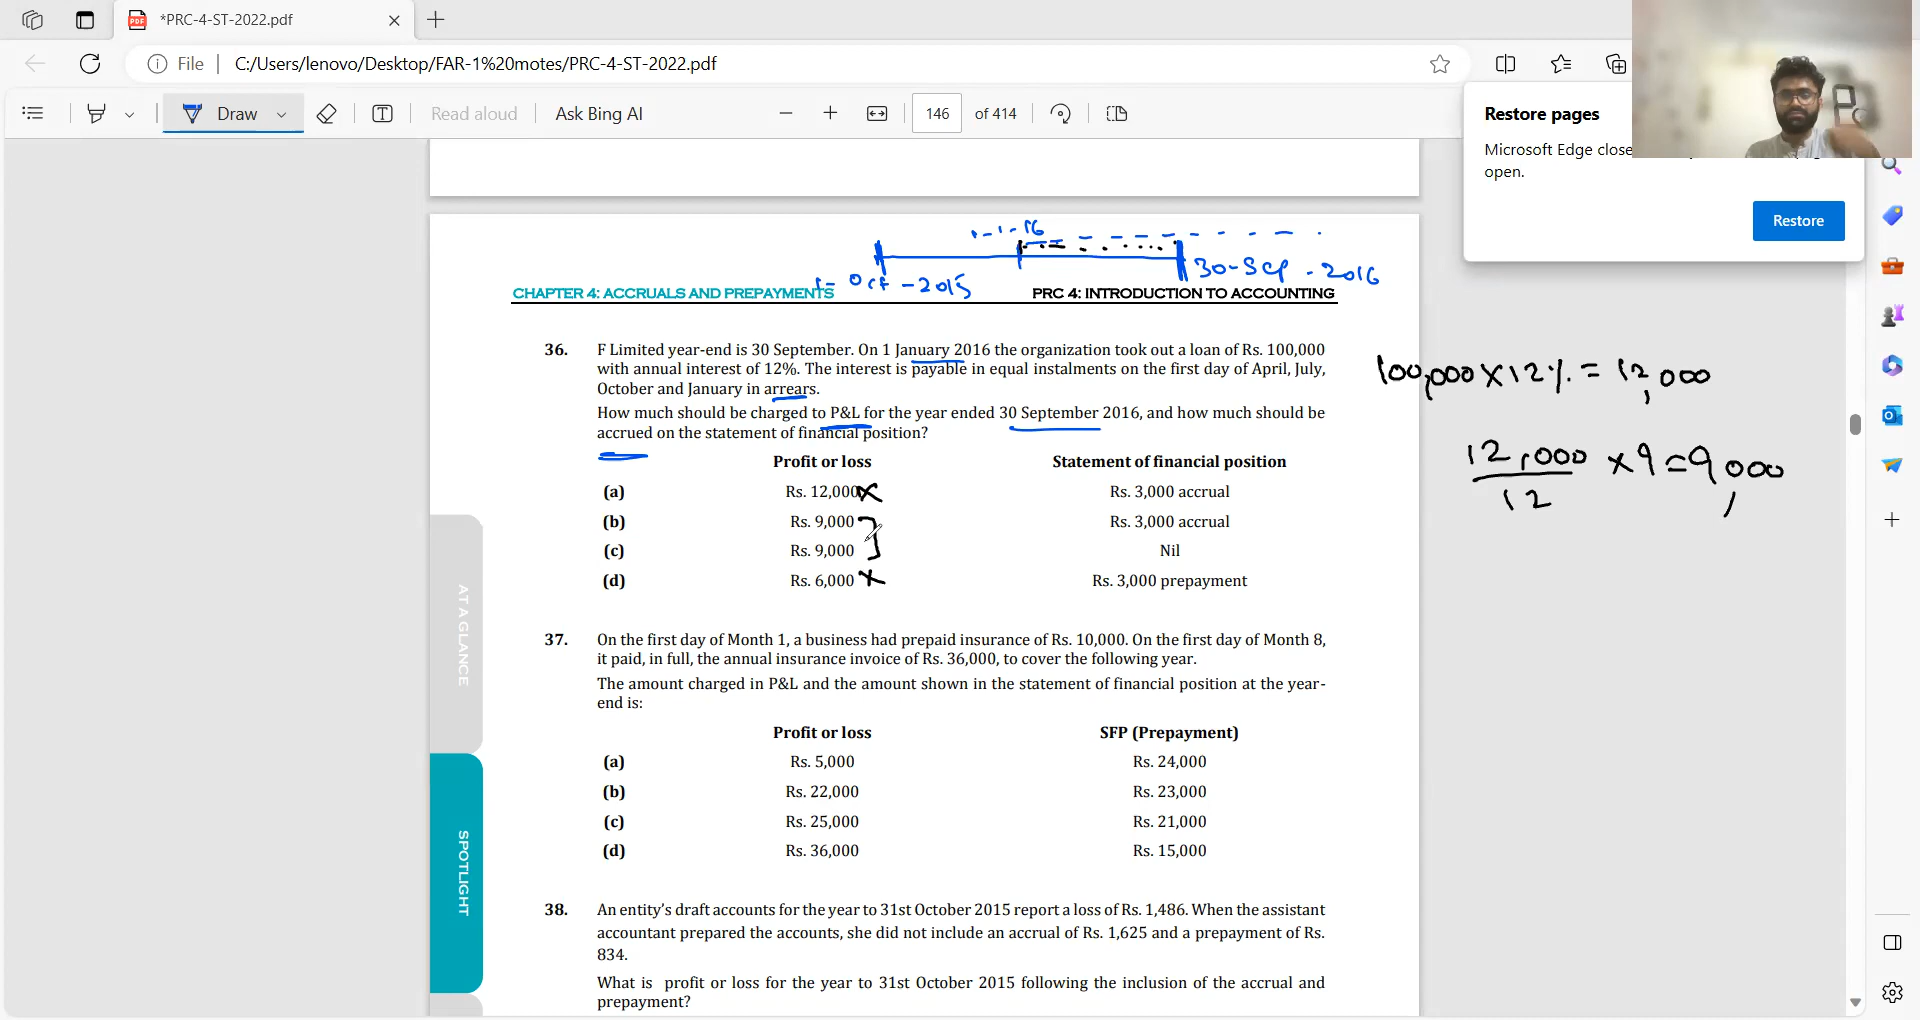 *PRC-4-ST-2022.pdf
File
C:/Users/lenovo/Desktop/FAR-1%20motes/PRC-4-ST-2022.pdf
Draw
Read aloud
Ask Bing AI
146 of 414
Restore pages
Microsoft Edge close
open.
Restore
1-1-16
1- Oct - 2015
30-Sep - 2016
CHAPTER 4: ACCRUALS AND PREPAYMENTS
PRC 4: INTRODUCTION TO ACCOUNTING
36. F Limited year-end is 30 September. On 1 January 2016 the organization took out a loan of Rs. 100,000
with annual interest of 12%. The interest is payable in equal instalments on the first day of April, July,
October and January in arrears.
How much should be charged to P&L for the year ended 30 September 2016, and how much should be
accrued on the statement of financial position?
Profit or loss Statement of financial position
(a) Rs. 12,000 Rs. 3,000 accrual
(b) Rs. 9,000 Rs. 3,000 accrual
(c) Rs. 9,000 Nil
(d) Rs. 6,000 Rs. 3,000 prepayment
100,000 x 12% = 12,000
12,000 x 9 = 9,000
12
37. On the first day of Month 1, a business had prepaid insurance of Rs. 10,000. On the first day of Month 8,
it paid, in full, the annual insurance invoice of Rs. 36,000, to cover the following year.
The amount charged in P&L and the amount shown in the statement of financial position at the year-
end is:
Profit or loss SFP (Prepayment)
(a) Rs. 5,000 Rs. 24,000
(b) Rs. 22,000 Rs. 23,000
(c) Rs. 25,000 Rs. 21,000
(d) Rs. 36,000 Rs. 15,000
38. An entity's draft accounts for the year to 31st October 2015 report a loss of Rs. 1,486. When the assistant
accountant prepared the accounts, she did not include an accrual of Rs. 1,625 and a prepayment of Rs.
834.
What is profit or loss for the year to 31st October 2015 following the inclusion of the accrual and
prepayment?
AT A GLANCE
SPOTLIGHT